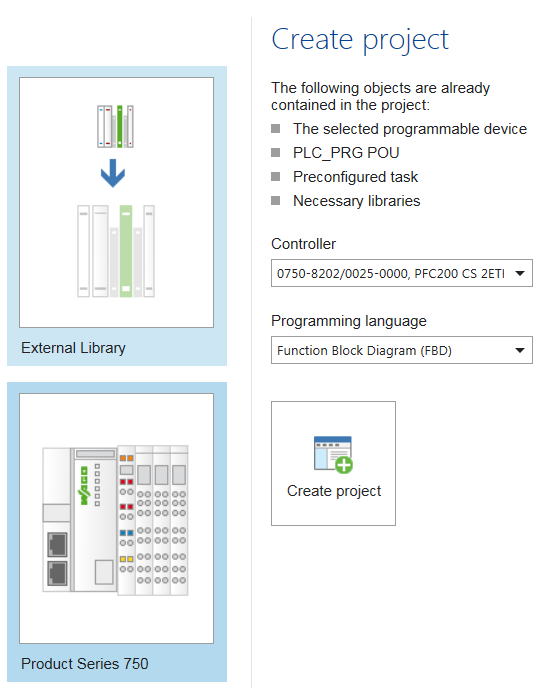 Create project
The following objects are already
contained in the project:
The selected programmable device
PLC_PRG POU
Preconfigured task
Necessary libraries
Controller
0750-8202/0025-0000, PFC200 CS 2ETI
Programming language
Function Block Diagram (FBD)
Create project
External Library
WAGO
Product Series 750